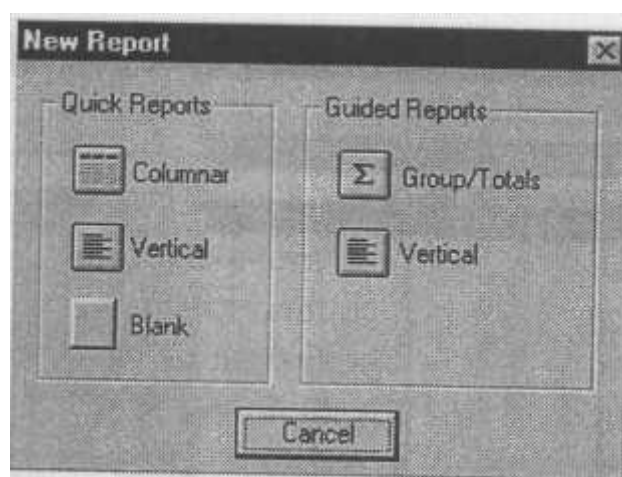 New Report
Quick Reports
Columnar
Vertical
Blank
Guided Reports
Σ Group/Totals
Vertical
Cancel